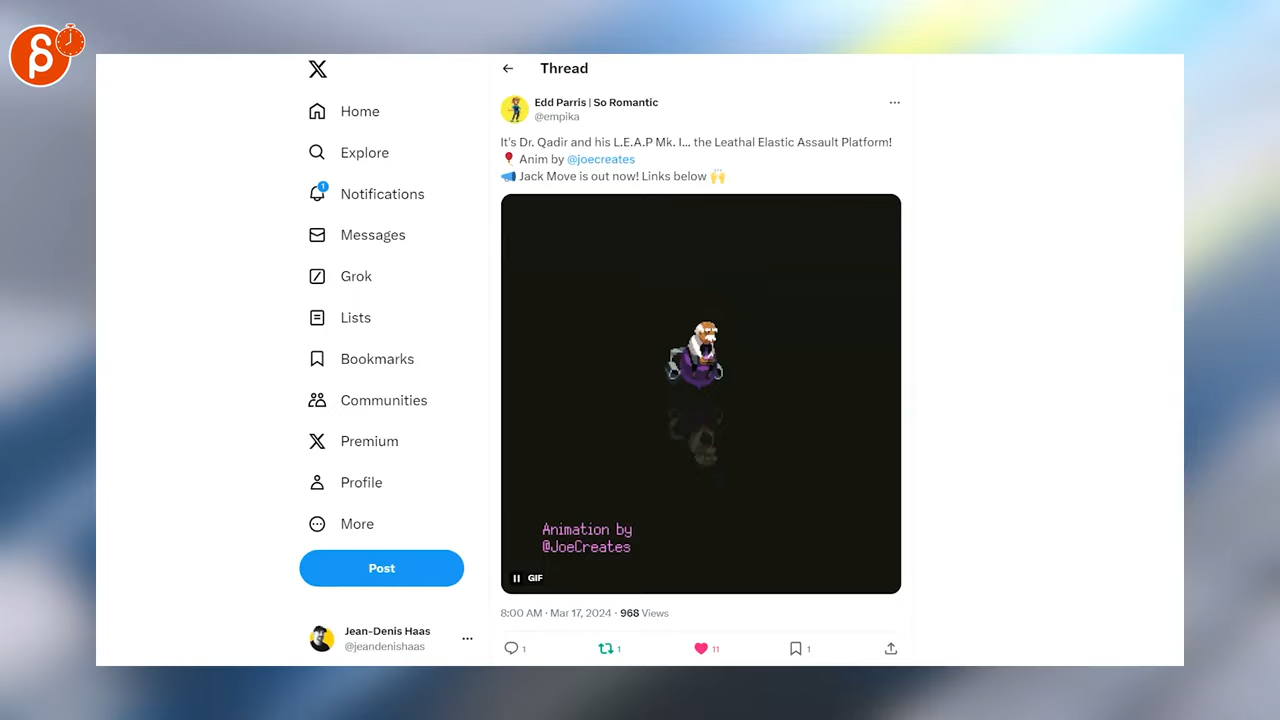 Thread
Home
Explore
1
Notifications
Messages
Grok
Lists
Bookmarks
Communities
Premium
Profile
More
Post
Jean-Denis Haas
@jeandenishaas
Edd Parris | So Romantic
@empika
It's Dr. Qadir and his L.E.A.P Mk. I... the Leathal Elastic Assault Platform!
🎈 Anim by @joecreates
📣 Jack Move is out now! Links below 🙌
Animation by
@JoeCreates
GIF
8:00 AM · Mar 17, 2024 · 968 Views
1 1 11 1